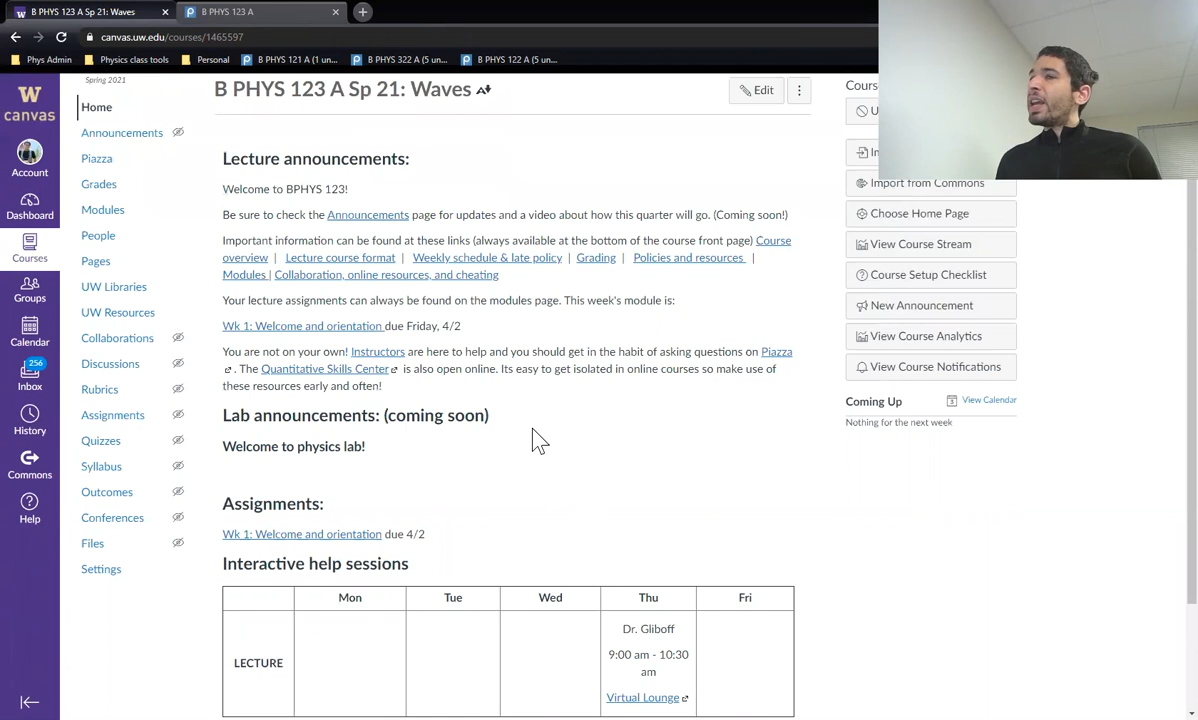 B PHYS 123 A Sp 21: Waves
B PHYS 123 A
canvas.uw.edu/courses/1465597
Phys Admin
Physics class tools
Personal
B PHYS 121 A (1 un...
B PHYS 322 A (5 un...
B PHYS 122 A (5 un...
W
canvas
Account
Dashboard
Courses
Groups
Calendar
256
Inbox
History
Commons
Help
Spring 2021
Home
Announcements
Piazza
Grades
Modules
People
Pages
UW Libraries
UW Resources
Collaborations
Discussions
Rubrics
Assignments
Quizzes
Syllabus
Outcomes
Conferences
Files
Settings
B PHYS 123 A Sp 21: Waves
Edit
Lecture announcements:
Welcome to BPHYS 123!
Be sure to check the Announcements page for updates and a video about how this quarter will go. (Coming soon!)
Important information can be found at these links (always available at the bottom of the course front page) Course
overview | Lecture course format | Weekly schedule & late policy | Grading | Policies and resources |
Modules | Collaboration, online resources, and cheating
Your lecture assignments can always be found on the modules page. This week's module is:
Wk 1: Welcome and orientation due Friday, 4/2
You are not on your own! Instructors are here to help and you should get in the habit of asking questions on Piazza
. The Quantitative Skills Center is also open online. Its easy to get isolated in online courses so make use of
these resources early and often!
Lab announcements: (coming soon)
Welcome to physics lab!
Assignments:
Wk 1: Welcome and orientation due 4/2
Interactive help sessions
Mon Tue Wed Thu Fri
LECTURE
Dr. Gliboff
9:00 am - 10:30
am
Virtual Lounge
Cours
U
In
Import from Commons
Choose Home Page
View Course Stream
Course Setup Checklist
New Announcement
View Course Analytics
View Course Notifications
Coming Up
View Calendar
Nothing for the next week